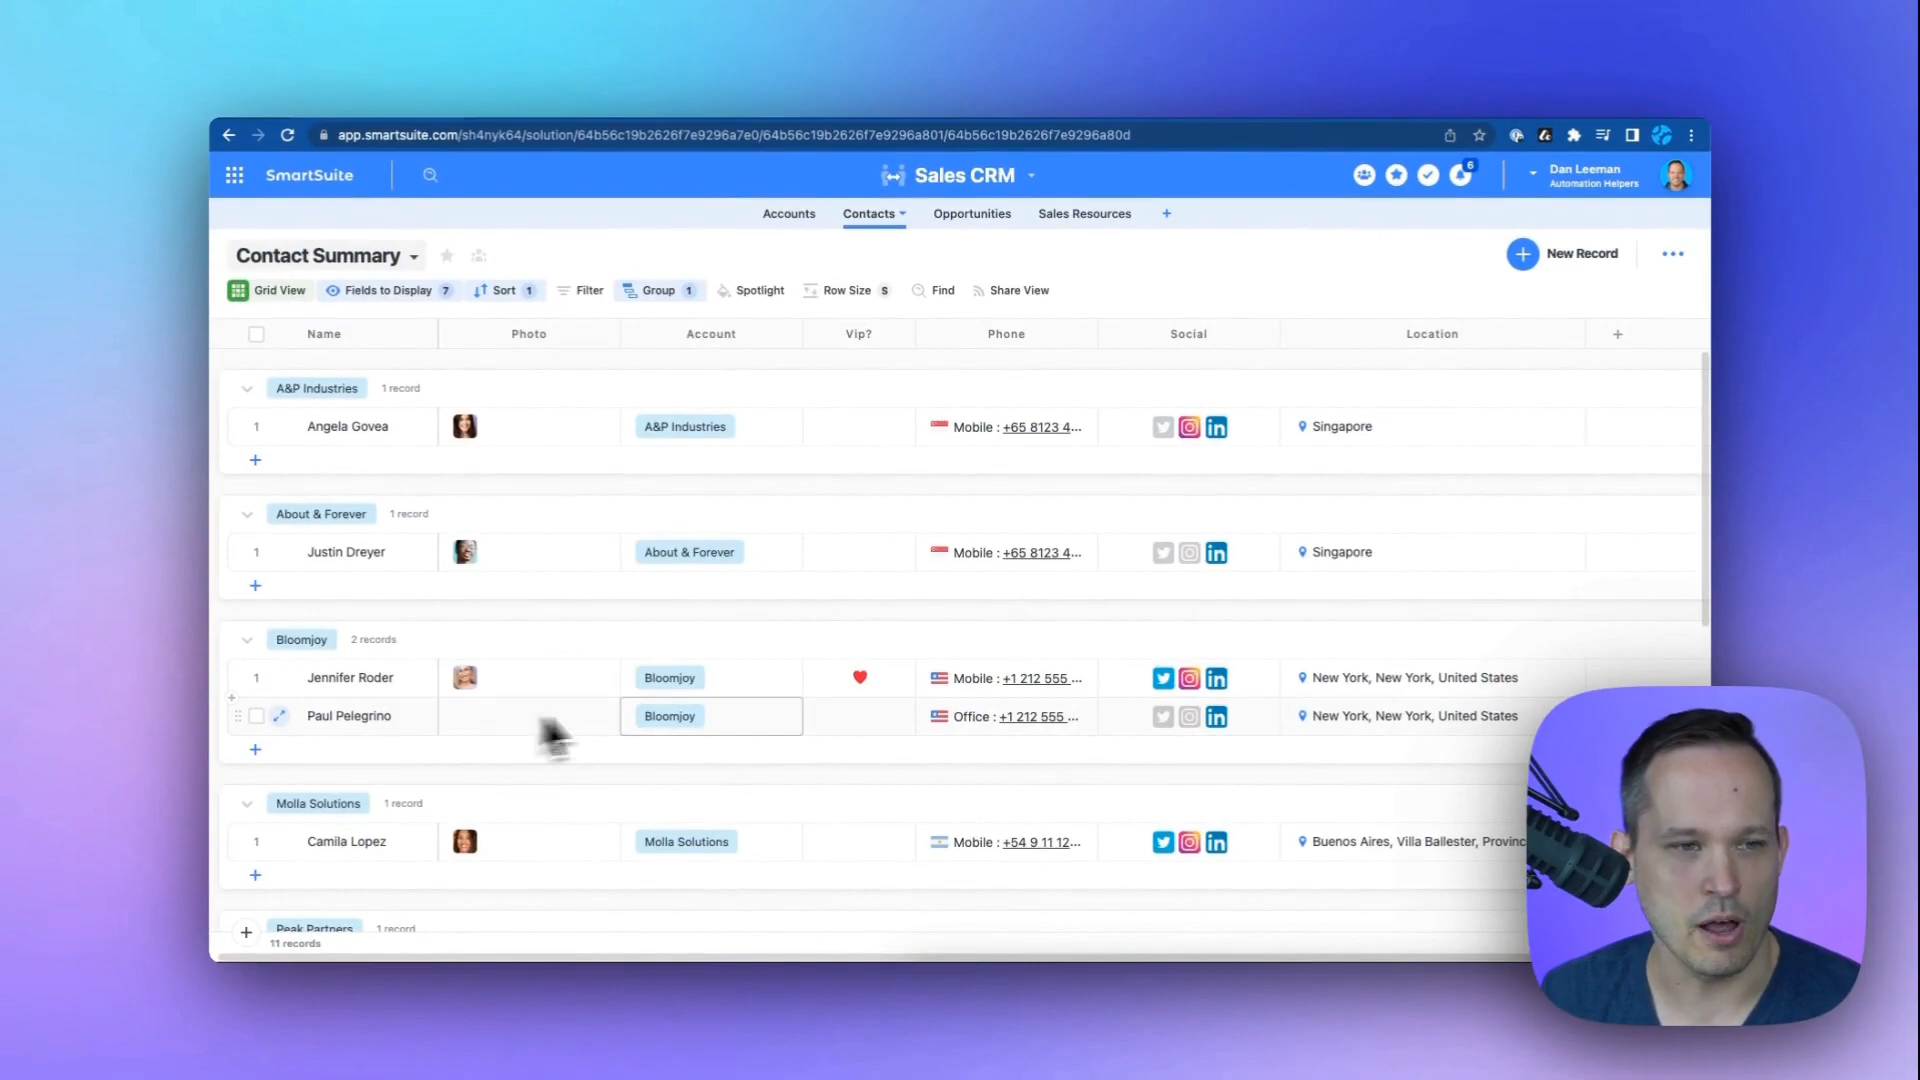 app.smartsuite.com/sh4nyk64/solution/64b56c19b2626f7e9296a7e0/64b56c19b2626f7e9296a801/64b56c19b2626f7e9296a80d
SmartSuite
Sales CRM
6
Dan Leeman
Automation Helpers
Accounts
Contacts
Opportunities
Sales Resources
+
Contact Summary
New Record
Grid View
Fields to Display 7
Sort 1
Filter
Group 1
Spotlight
Row Size S
Find
Share View
Name
Photo
Account
Vip?
Phone
Social
Location
+
A&P Industries 1 record
1 Angela Govea A&P Industries Mobile : +65 8123 4... Singapore
+
About & Forever 1 record
1 Justin Dreyer About & Forever Mobile : +65 8123 4... Singapore
+
Bloomjoy 2 records
1 Jennifer Roder Bloomjoy Mobile : +1 212 555 ... New York, New York, United States
Paul Pelegrino Bloomjoy Office : +1 212 555 ... New York, New York, United States
+
Molla Solutions 1 record
1 Camila Lopez Molla Solutions Mobile : +54 9 11 12... Buenos Aires, Villa Ballester, Provinc
+
Peak Partners 1 record
+
11 records